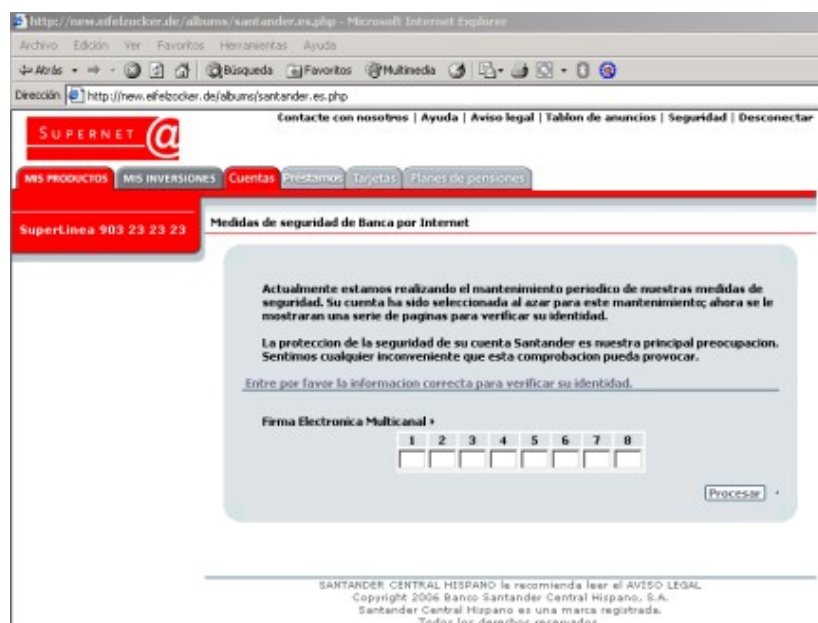 http://new.eifelzocker.de/albums/santander.es.php - Microsoft Internet Explorer
Archivo Edición Ver Favoritos Herramientas Ayuda
Atrás Búsqueda Favoritos Multimedia
Dirección http://new.eifelzocker.de/albums/santander.es.php
Contacte con nosotros | Ayuda | Aviso legal | Tablon de anuncios | Seguridad | Desconectar
SUPERNET @
MIS PRODUCTOS MIS INVERSIONES Cuentas Préstamos Tarjetas Planes de pensiones
SuperLinea 903 23 23 23
Medidas de seguridad de Banca por Internet
Actualmente estamos realizando el mantenimiento periodico de nuestras medidas de
seguridad. Su cuenta ha sido seleccionada al azar para este mantenimiento; ahora se le
mostraran una serie de paginas para verificar su identidad.
La proteccion de la seguridad de su cuenta Santander es nuestra principal preocupacion.
Sentimos cualquier inconveniente que esta comprobacion pueda provocar.
Entre por favor la informacion correcta para verificar su identidad.
Firma Electronica Multicanal
1 2 3 4 5 6 7 8
Procesar
SANTANDER CENTRAL HISPANO le recomienda leer el AVISO LEGAL
Copyright 2006 Banco Santander Central Hispano, S.A.
Santander Central Hispano es una marca registrada.
Todos los derechos reservados